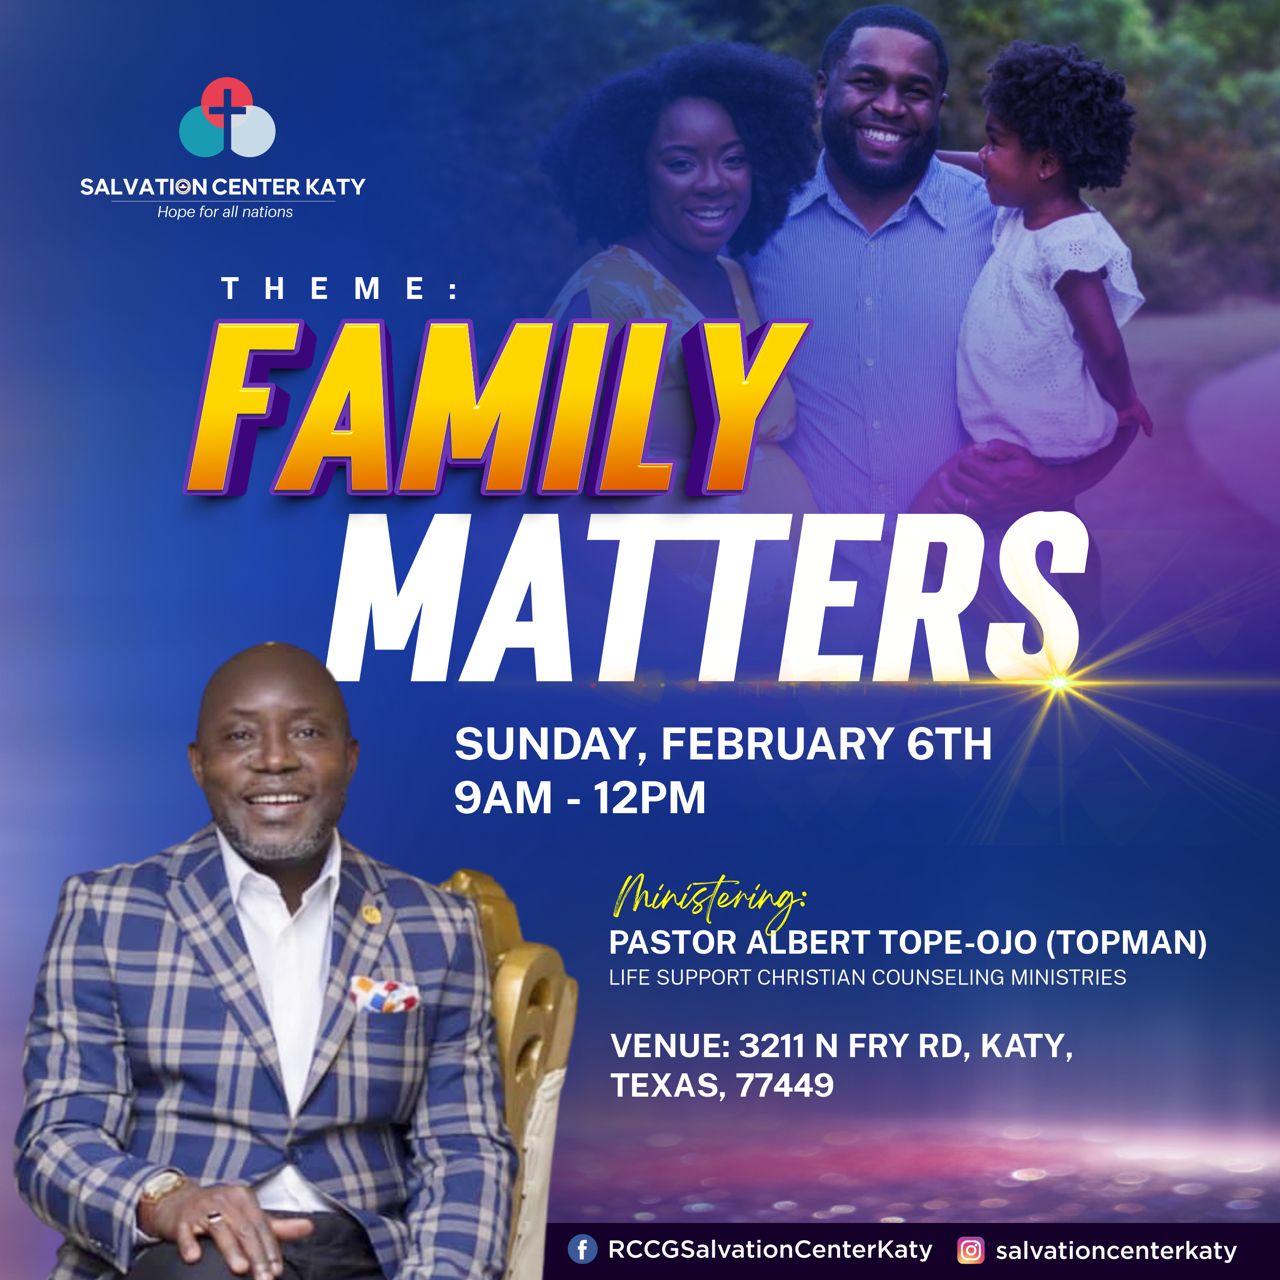 SALVATION CENTER KATY
Hope for all nations
THEME:
FAMILY
MATTERS
SUNDAY, FEBRUARY 6TH
9AM - 12PM
Ministering:
PASTOR ALBERT TOPE-OJO (TOPMAN)
LIFE SUPPORT CHRISTIAN COUNSELING MINISTRIES
VENUE: 3211 N FRY RD, KATY,
TEXAS, 77449
RCCGSalvationCenterKaty salvationcenterkaty